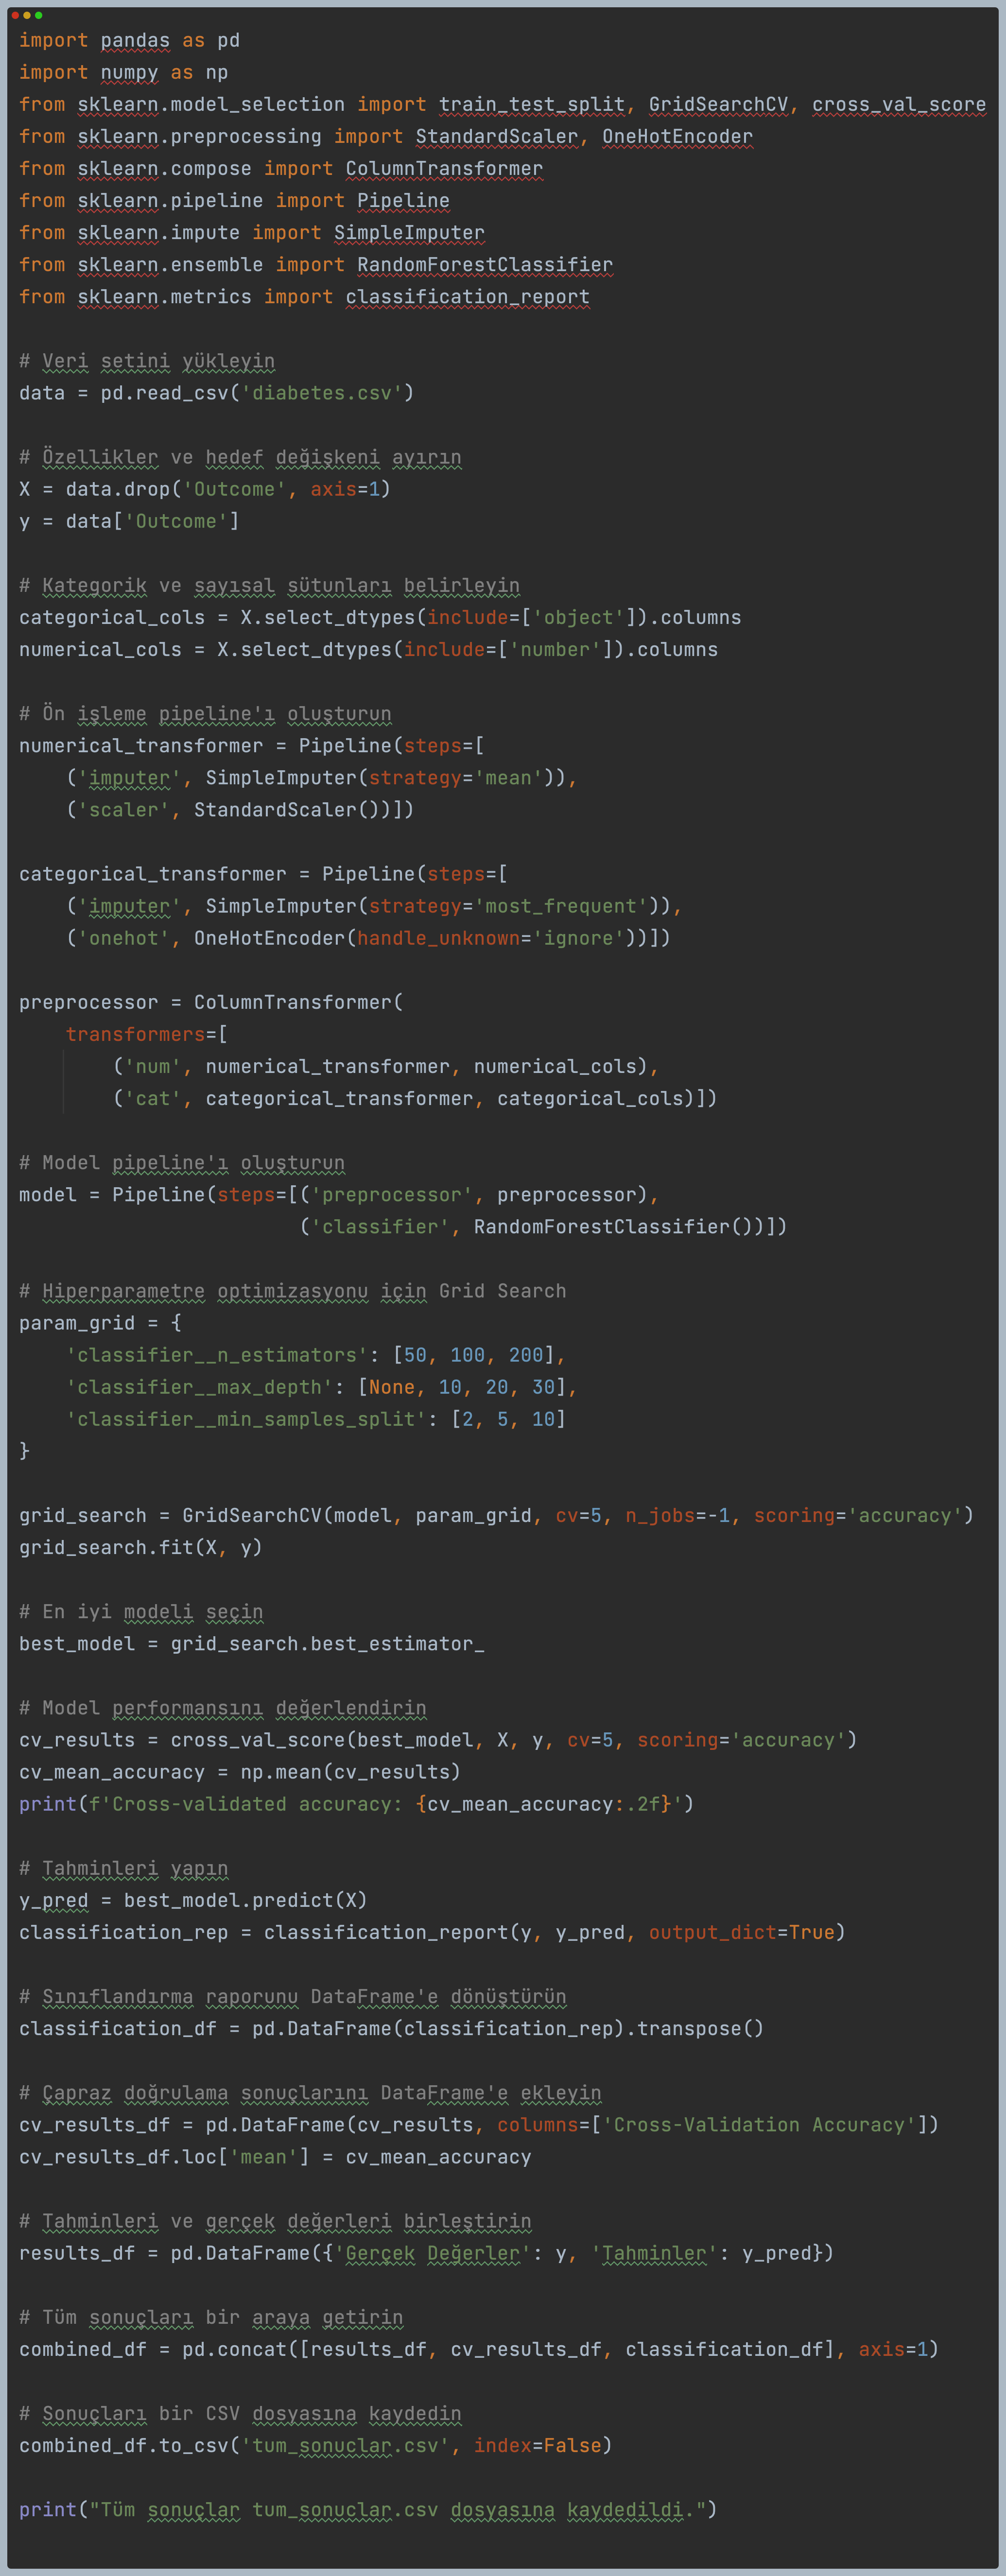 import pandas as pd
import numpy as np
from sklearn.model_selection import train_test_split, GridSearchCV, cross_val_score
from sklearn.preprocessing import StandardScaler, OneHotEncoder
from sklearn.compose import ColumnTransformer
from sklearn.pipeline import Pipeline
from sklearn.impute import SimpleImputer
from sklearn.ensemble import RandomForestClassifier
from sklearn.metrics import classification_report

# Veri setini yükleyin
data = pd.read_csv('diabetes.csv')

# Özellikler ve hedef değişkeni ayırın
X = data.drop('Outcome', axis=1)
y = data['Outcome']

# Kategorik ve sayısal sütunları belirleyin
categorical_cols = X.select_dtypes(include=['object']).columns
numerical_cols = X.select_dtypes(include=['number']).columns

# Ön işleme pipeline'ı oluşturun
numerical_transformer = Pipeline(steps=[
    ('imputer', SimpleImputer(strategy='mean')),
    ('scaler', StandardScaler())])

categorical_transformer = Pipeline(steps=[
    ('imputer', SimpleImputer(strategy='most_frequent')),
    ('onehot', OneHotEncoder(handle_unknown='ignore'))])

preprocessor = ColumnTransformer(
    transformers=[
        ('num', numerical_transformer, numerical_cols),
        ('cat', categorical_transformer, categorical_cols)])

# Model pipeline'ı oluşturun
model = Pipeline(steps=[('preprocessor', preprocessor),
                        ('classifier', RandomForestClassifier())])

# Hiperparametre optimizasyonu için Grid Search
param_grid = {
    'classifier__n_estimators': [50, 100, 200],
    'classifier__max_depth': [None, 10, 20, 30],
    'classifier__min_samples_split': [2, 5, 10]
}

grid_search = GridSearchCV(model, param_grid, cv=5, n_jobs=-1, scoring='accuracy')
grid_search.fit(X, y)

# En iyi modeli seçin
best_model = grid_search.best_estimator_

# Model performansını değerlendirin
cv_results = cross_val_score(best_model, X, y, cv=5, scoring='accuracy')
cv_mean_accuracy = np.mean(cv_results)
print(f'Cross-validated accuracy: {cv_mean_accuracy:.2f}')

# Tahminleri yapın
y_pred = best_model.predict(X)
classification_rep = classification_report(y, y_pred, output_dict=True)

# Sınıflandırma raporunu DataFrame'e dönüştürün
classification_df = pd.DataFrame(classification_rep).transpose()

# Çapraz doğrulama sonuçlarını DataFrame'e ekleyin
cv_results_df = pd.DataFrame(cv_results, columns=['Cross-Validation Accuracy'])
cv_results_df.loc['mean'] = cv_mean_accuracy

# Tahminleri ve gerçek değerleri birleştirin
results_df = pd.DataFrame({'Gerçek Değerler': y, 'Tahminler': y_pred})

# Tüm sonuçları bir araya getirin
combined_df = pd.concat([results_df, cv_results_df, classification_df], axis=1)

# Sonuçları bir CSV dosyasına kaydedin
combined_df.to_csv('tum_sonuclar.csv', index=False)

print("Tüm sonuçlar tum_sonuclar.csv dosyasına kaydedildi.")